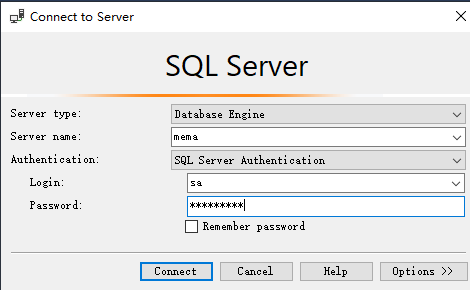 Connect to Server
SQL Server
Server type: Database Engine
Server name: mema
Authentication: SQL Server Authentication
Login: sa
Password: *********
Remember password
Connect Cancel Help Options >>